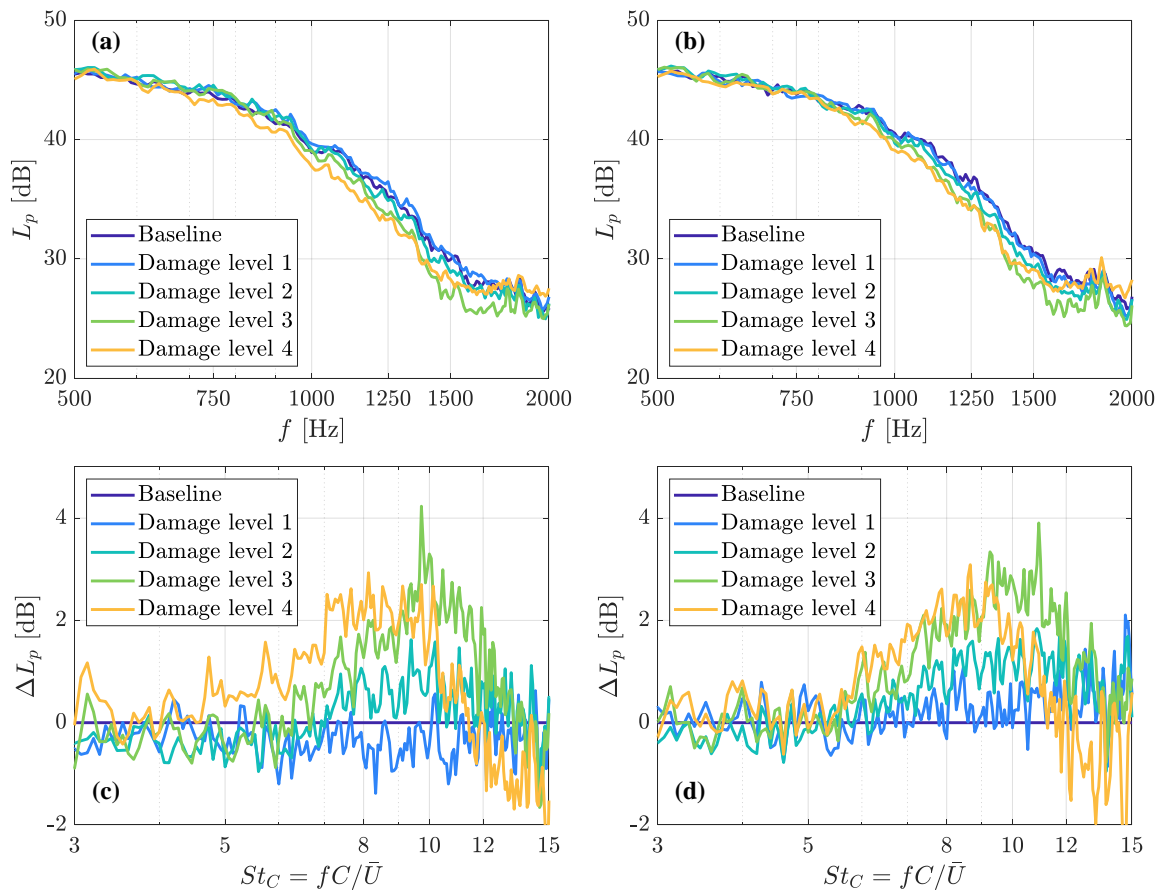 (a)
50
40
30
20
L_p [dB]
Baseline
Damage level 1
Damage level 2
Damage level 3
Damage level 4
500 750 1000 1250 1500 2000
f [Hz]
(b)
50
40
30
20
L_p [dB]
Baseline
Damage level 1
Damage level 2
Damage level 3
Damage level 4
500 750 1000 1250 1500 2000
f [Hz]
4
2
0
-2
ΔL_p [dB]
Baseline
Damage level 1
Damage level 2
Damage level 3
Damage level 4
(c)
3 5 8 10 12 15
St_C = fC/Ū
4
2
0
-2
ΔL_p [dB]
Baseline
Damage level 1
Damage level 2
Damage level 3
Damage level 4
(d)
3 5 8 10 12 15
St_C = fC/Ū